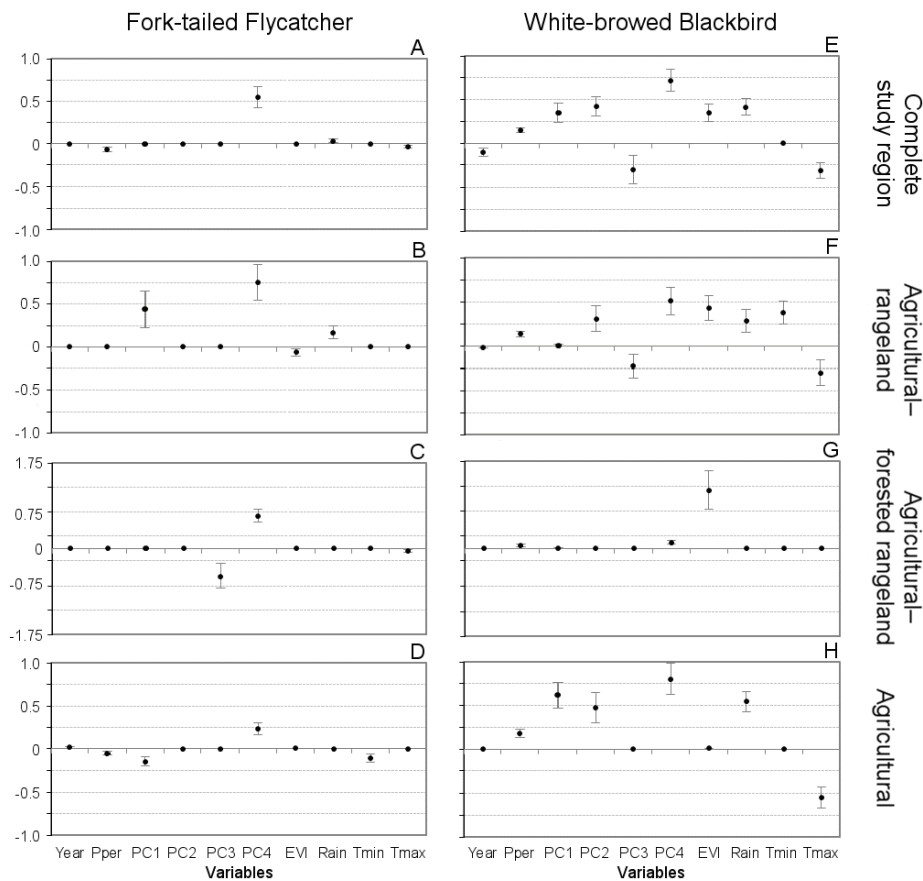 Fork-tailed Flycatcher
White-browed Blackbird
A
1.0
0.5
0
-0.5
-1.0
E
Complete
study region
B
1.0
0.5
0
-0.5
-1.0
F
Agricultural–
rangeland
C
1.75
0.75
0
-0.75
-1.75
G
Agricultural–
forested rangeland
D
1.0
0.5
0
-0.5
-1.0
H
Agricultural
Year Pper PC1 PC2 PC3 PC4 EVI Rain Tmin Tmax
Variables
Year Pper PC1 PC2 PC3 PC4 EVI Rain Tmin Tmax
Variables